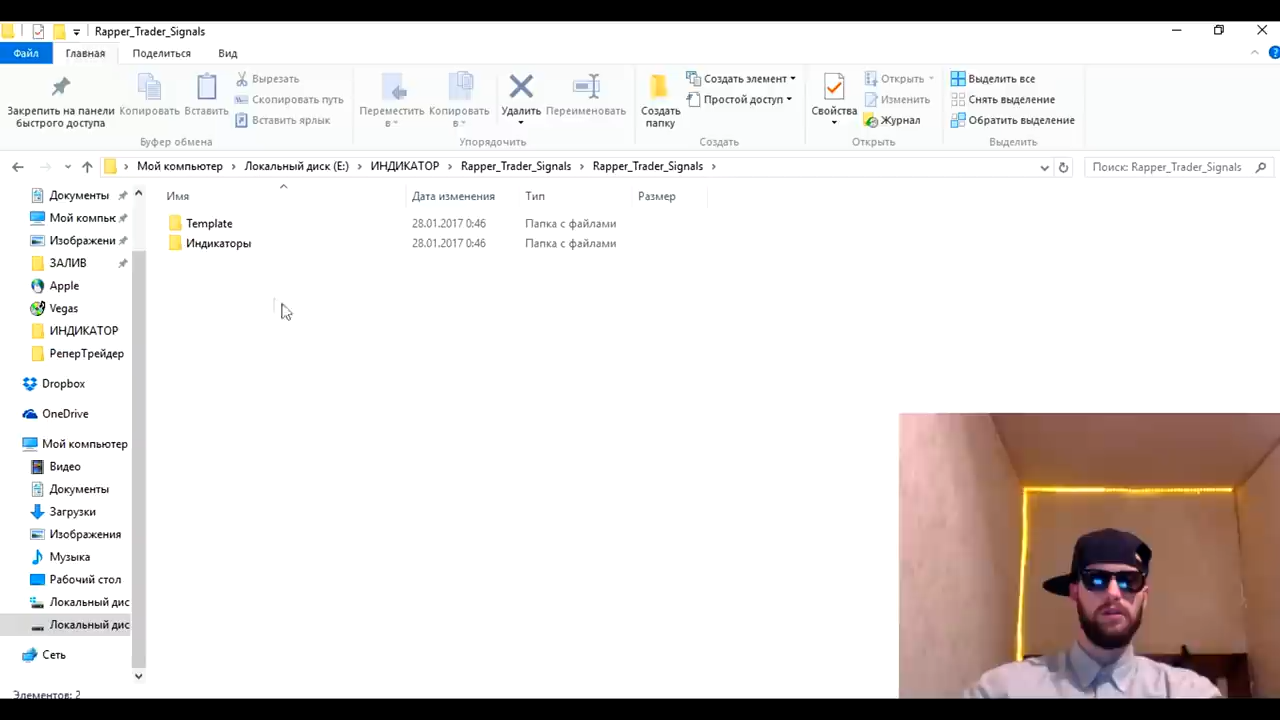 Rapper_Trader_Signals
Файл Главная Поделиться Вид
Закрепить на панели быстрого доступа
Копировать
Вставить
Вырезать
Скопировать путь
Вставить ярлык
Буфер обмена
Переместить в
Копировать в
Удалить
Переименовать
Упорядочить
Создать папку
Создать элемент
Простой доступ
Создать
Свойства
Открыть
Изменить
Журнал
Открыть
Выделить все
Снять выделение
Обратить выделение
Выделить
Мой компьютер Локальный диск (E:) ИНДИКАТОР Rapper_Trader_Signals Rapper_Trader_Signals
Поиск: Rapper_Trader_Signals
Документы
Мой компьк
Изображени
ЗАЛИВ
Apple
Vegas
ИНДИКАТОР
РеперТрейдер
Dropbox
OneDrive
Мой компьютер
Видео
Документы
Загрузки
Изображения
Музыка
Рабочий стол
Локальный дис
Локальный дис
Сеть
Имя Дата изменения Тип Размер
Template 28.01.2017 0:46 Папка с файлами
Индикаторы 28.01.2017 0:46 Папка с файлами
Элементов: 2